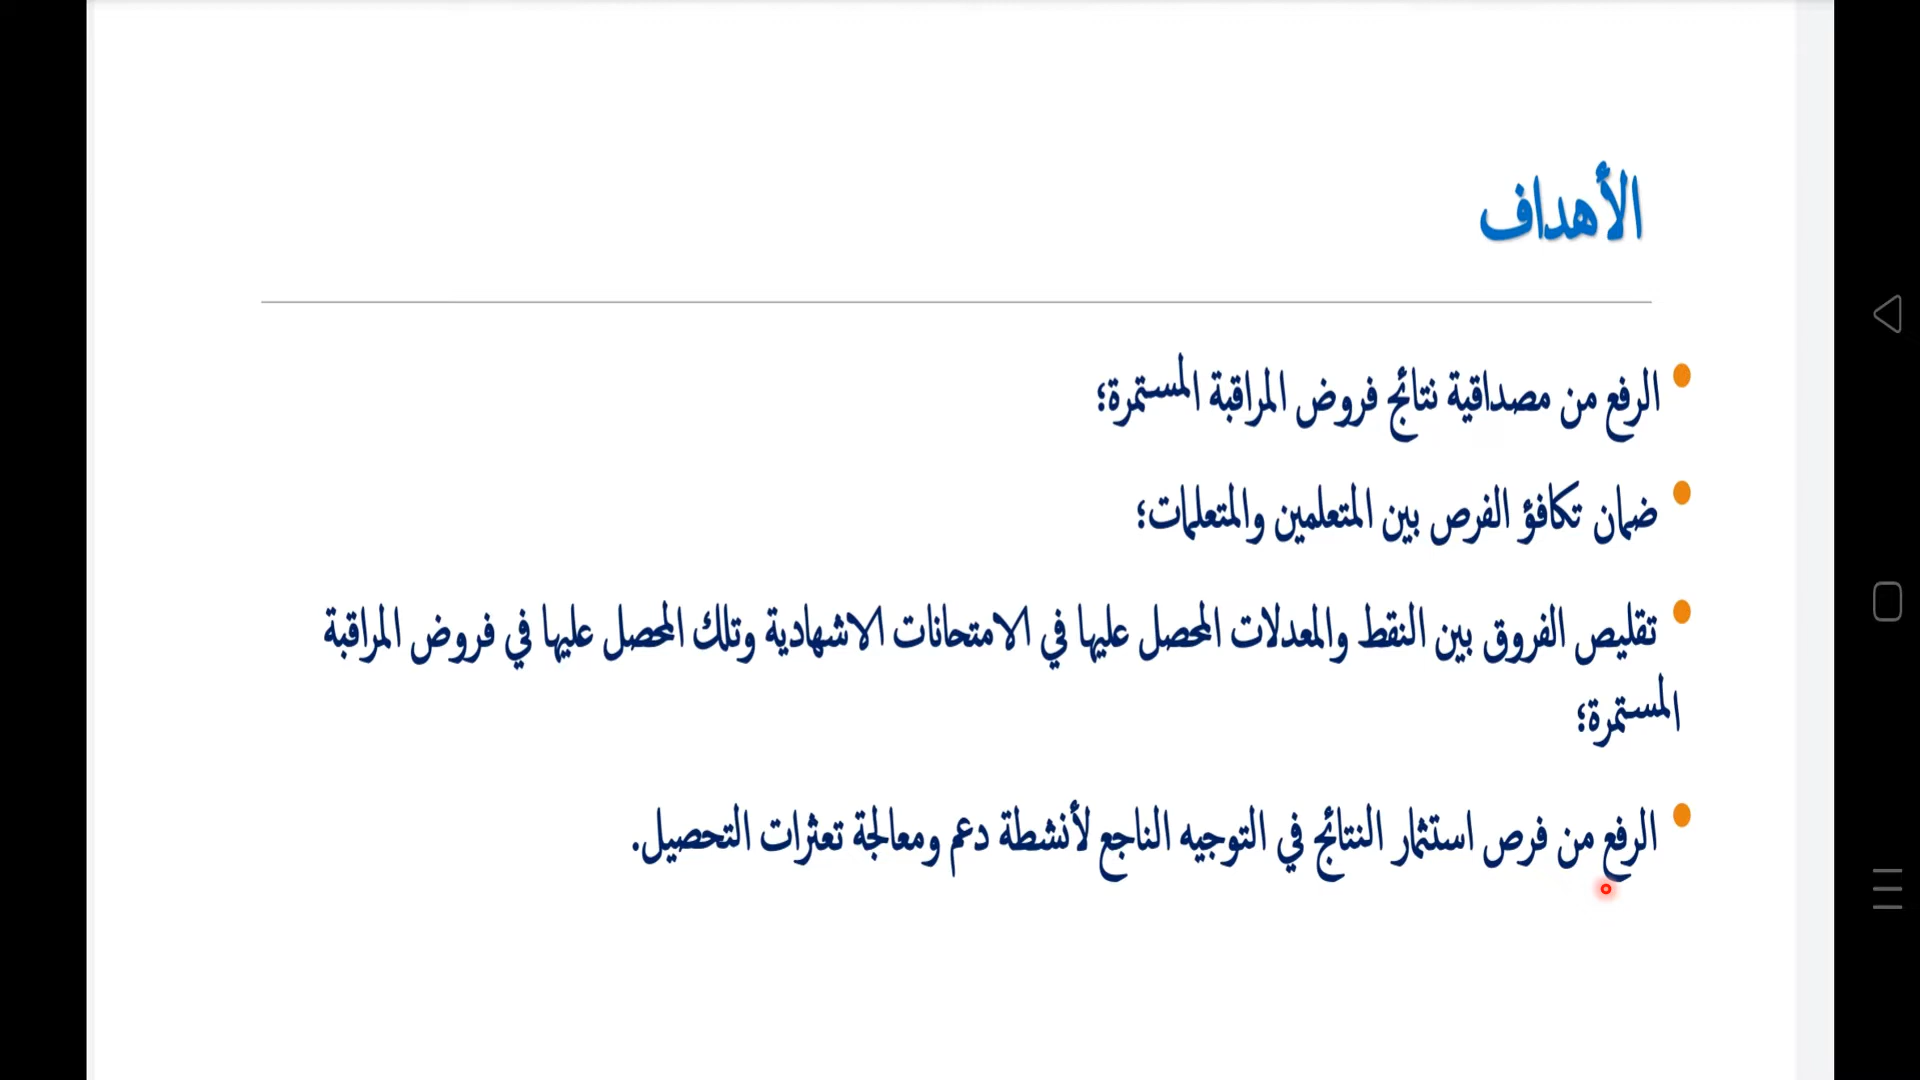 الأهداف
الرفع من مصداقية نتائج فروض المراقبة المستمرة؛
ضمان تكافؤ الفرص بين المتعلمين والمتعلمات؛
تقليص الفروق بين النقط والمعدلات المحصل عليها في الامتحانات الاشهادية وتلك المحصل عليها في فروض المراقبة
المستمرة؛
الرفع من فرص استثمار النتائج في التوجيه الناجع لأنشطة دعم ومعالجة تعثرات التحصيل.